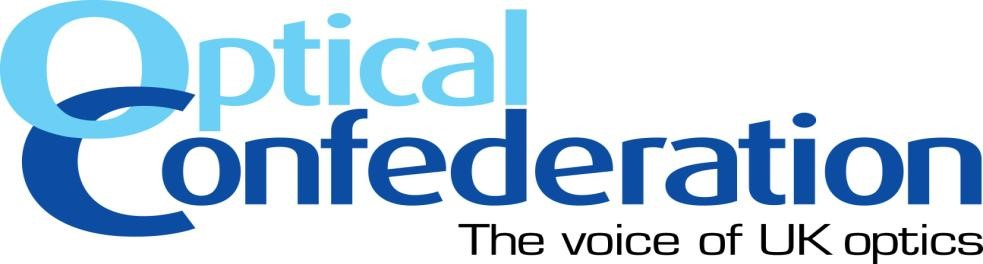 Optical
Confederation
The voice of UK optics